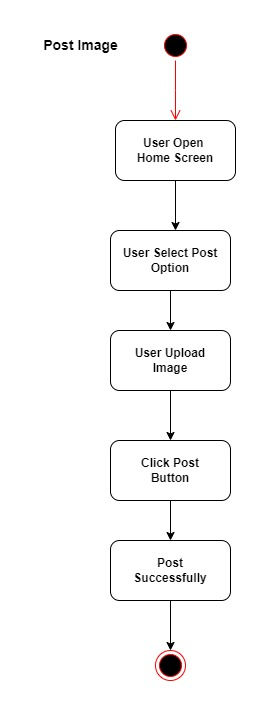 Post Image
User Open
Home Screen
User Select Post
Option
User Upload
Image
Click Post
Button
Post
Successfully